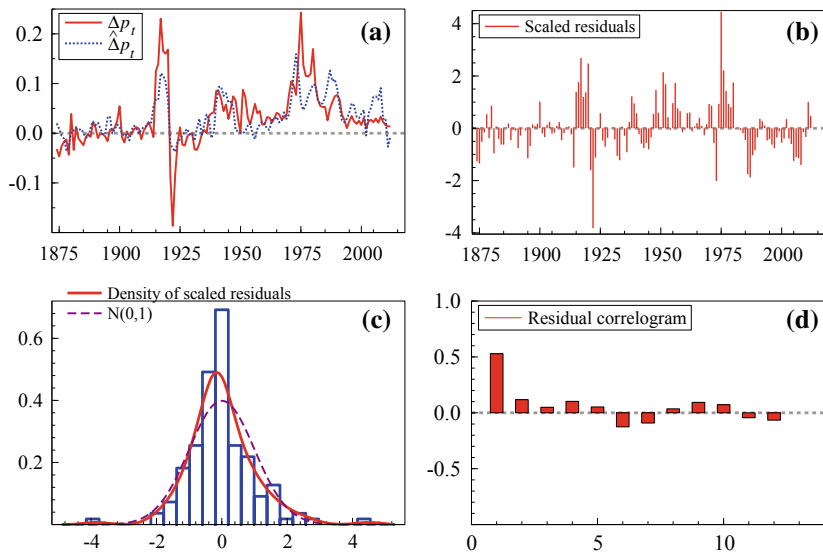 Δp_t
Δ̂p_t
(a)
0.2
0.1
0.0
-0.1
1875 1900 1925 1950 1975 2000
Scaled residuals
(b)
4
2
0
-2
-4
1875 1900 1925 1950 1975 2000
Density of scaled residuals
N(0,1)
(c)
0.6
0.4
0.2
-4 -2 0 2 4
Residual correlogram
(d)
1.0
0.5
0.0
-0.5
0 5 10